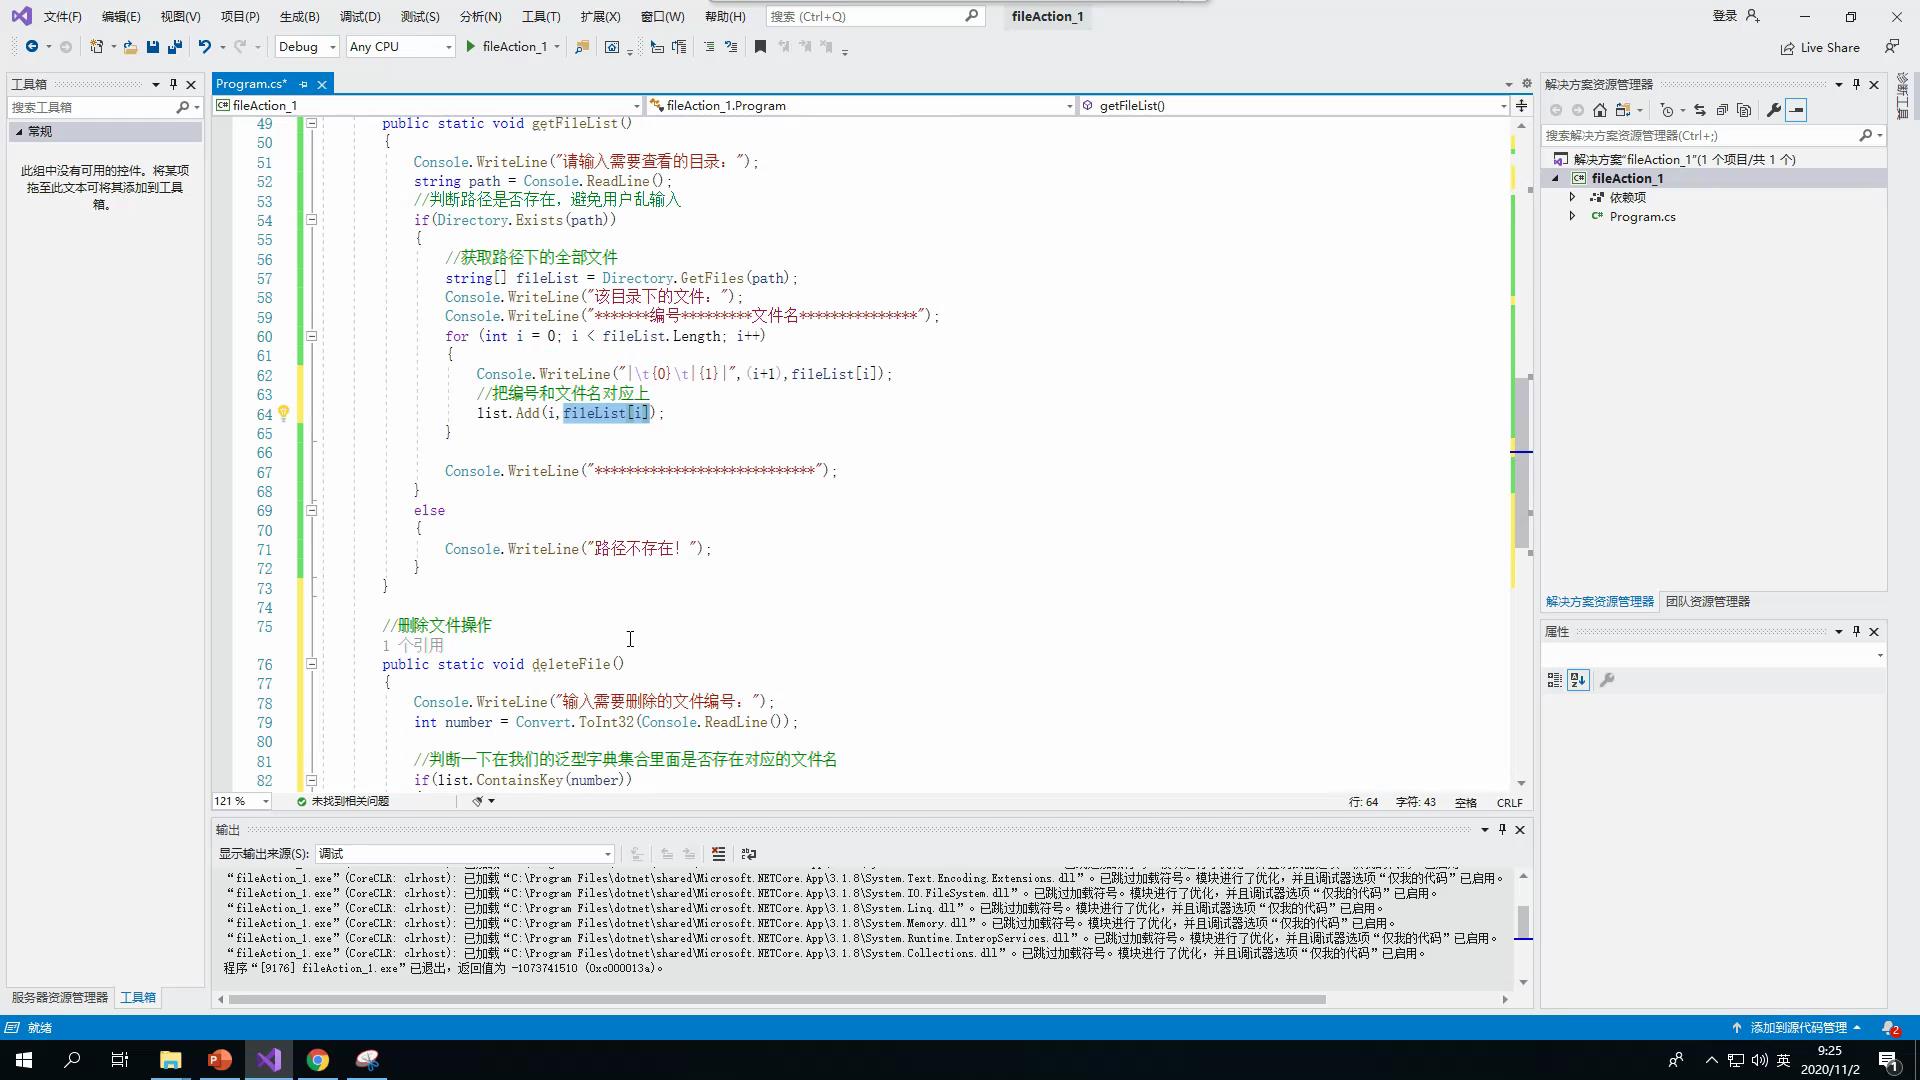 文件(F) 编辑(E) 视图(V) 项目(P) 生成(B) 调试(D) 测试(S) 分析(N) 工具(T) 扩展(X) 窗口(W) 帮助(H) 搜索 (Ctrl+Q) fileAction_1 登录
Debug Any CPU fileAction_1 Live Share
工具箱
搜索工具箱
常规
此组中没有可用的控件。将某项
拖至此文本可将其添加到工具
箱。
服务器资源管理器 工具箱
Program.cs*
fileAction_1 fileAction_1.Program getFileList()
49 public static void getFileList()
50 {
51 Console.WriteLine("请输入需要查看的目录：");
52 string path = Console.ReadLine();
53 //判断路径是否存在，避免用户乱输入
54 if(Directory.Exists(path))
55 {
56 //获取路径下的全部文件
57 string[] fileList = Directory.GetFiles(path);
58 Console.WriteLine("该目录下的文件：");
59 Console.WriteLine("*******编号*********文件名***************");
60 for (int i = 0; i < fileList.Length; i++)
61 {
62 Console.WriteLine("|\t{0}\t|{1}|",(i+1),fileList[i]);
63 //把编号和文件名对应上
64 list.Add(i,fileList[i]);
65 }
66
67 Console.WriteLine("****************************");
68 }
69 else
70 {
71 Console.WriteLine("路径不存在！");
72 }
73 }
74
75 //删除文件操作
1 个引用
76 public static void deleteFile()
77 {
78 Console.WriteLine("输入需要删除的文件编号：");
79 int number = Convert.ToInt32(Console.ReadLine());
80
81 //判断一下在我们的泛型字典集合里面是否存在对应的文件名
82 if(list.ContainsKey(number))
121 % 未找到相关问题 行: 64 字符: 43 空格 CRLF
输出
显示输出来源(S): 调试
“fileAction_1.exe”(CoreCLR: clrhost): 已加载“C:\Program Files\dotnet\shared\Microsoft.NETCore.App\3.1.8\System.Text.Encoding.Extensions.dll”。已跳过加载符号。模块进行了优化，并且调试器选项“仅我的代码”已启用。
“fileAction_1.exe”(CoreCLR: clrhost): 已加载“C:\Program Files\dotnet\shared\Microsoft.NETCore.App\3.1.8\System.IO.FileSystem.dll”。已跳过加载符号。模块进行了优化，并且调试器选项“仅我的代码”已启用。
“fileAction_1.exe”(CoreCLR: clrhost): 已加载“C:\Program Files\dotnet\shared\Microsoft.NETCore.App\3.1.8\System.Linq.dll”。已跳过加载符号。模块进行了优化，并且调试器选项“仅我的代码”已启用。
“fileAction_1.exe”(CoreCLR: clrhost): 已加载“C:\Program Files\dotnet\shared\Microsoft.NETCore.App\3.1.8\System.Memory.dll”。已跳过加载符号。模块进行了优化，并且调试器选项“仅我的代码”已启用。
“fileAction_1.exe”(CoreCLR: clrhost): 已加载“C:\Program Files\dotnet\shared\Microsoft.NETCore.App\3.1.8\System.Runtime.InteropServices.dll”。已跳过加载符号。模块进行了优化，并且调试器选项“仅我的代码”已启用。
“fileAction_1.exe”(CoreCLR: clrhost): 已加载“C:\Program Files\dotnet\shared\Microsoft.NETCore.App\3.1.8\System.Collections.dll”。已跳过加载符号。模块进行了优化，并且调试器选项“仅我的代码”已启用。
程序“[9176] fileAction_1.exe”已退出，返回值为 -1073741510 (0xc000013a)。
解决方案资源管理器
搜索解决方案资源管理器(Ctrl+;)
解决方案"fileAction_1"(1 个项目/共 1 个)
fileAction_1
依赖项
C# Program.cs
解决方案资源管理器 团队资源管理器
属性
诊断工具
就绪 添加到源代码管理 2
英 9:25
2020/11/2 1